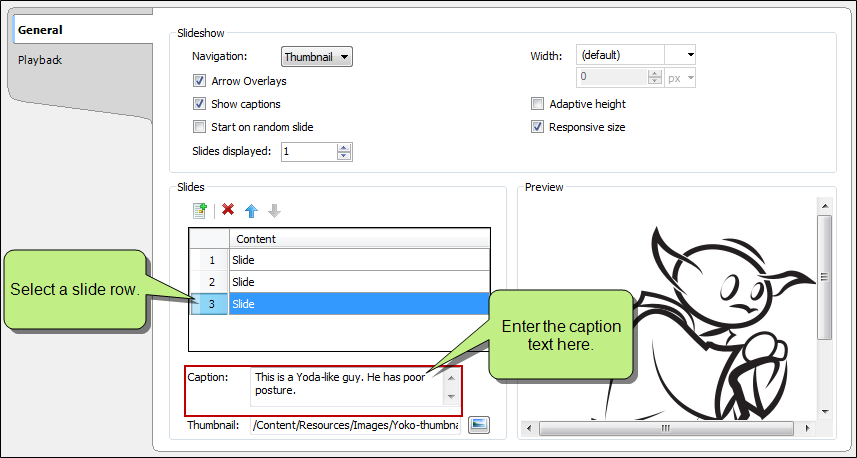 General
Playback
Slideshow
Navigation: Thumbnail
Width: (default)
0 px
Arrow Overlays
Show captions
Adaptive height
Start on random slide
Responsive size
Slides displayed: 1
Slides
Preview
Content
1 Slide
2 Slide
3 Slide
Select a slide row.
Enter the caption
text here.
Caption: This is a Yoda-like guy. He has poor
posture.
Thumbnail: /Content/Resources/Images/Yoko-thumbna